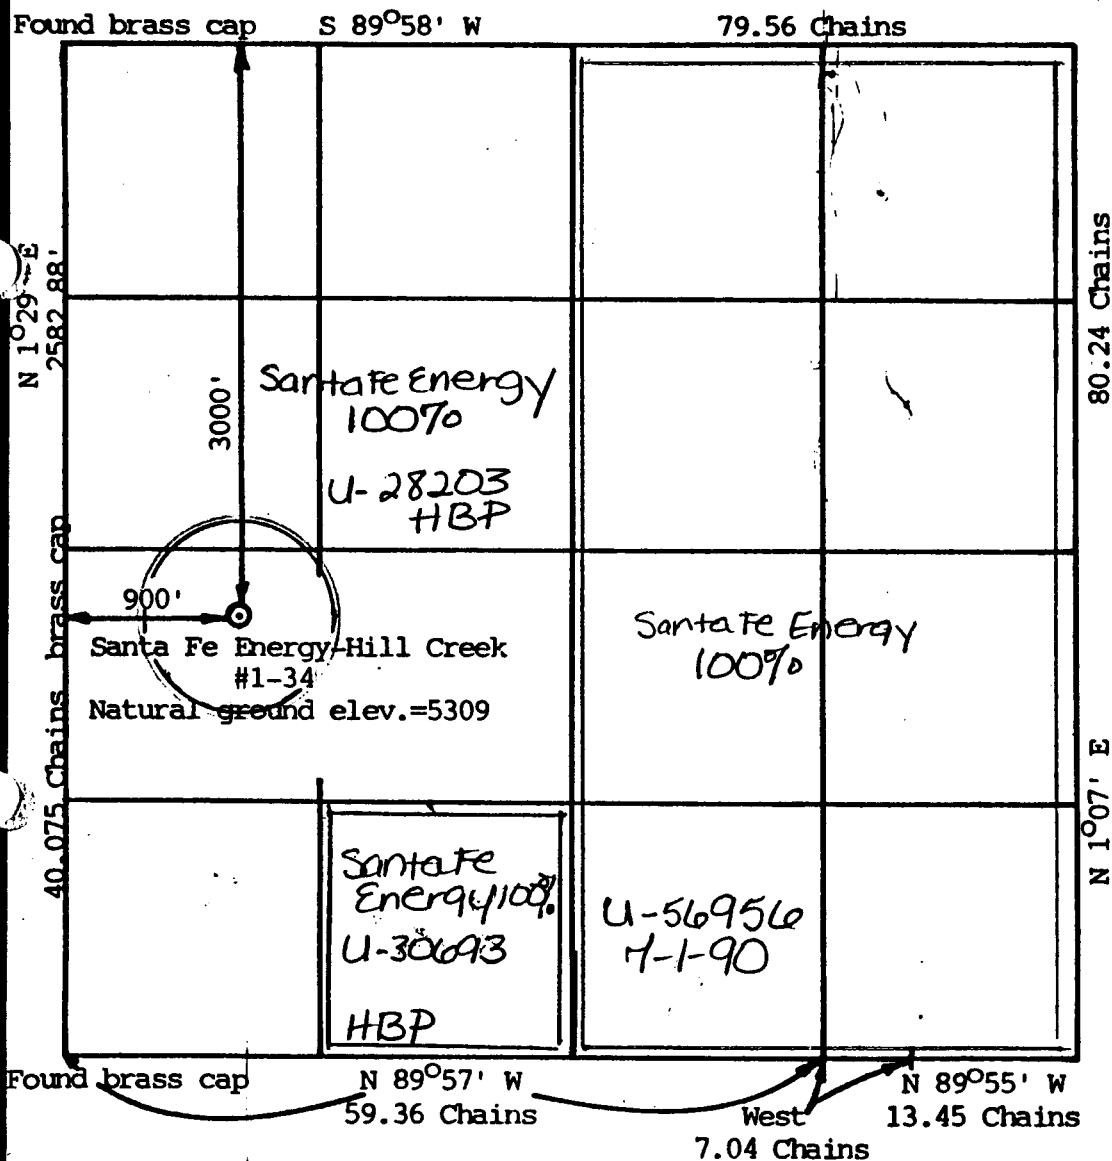 Found brass cap S 89°58' W 79.56 Chains
N 1°29' E
2582.88'
80.24 Chains
3000'
Santa Fe Energy
100%
U-28203
HBP
brass cap
900'
Santa Fe Energy-Hill Creek
#1-34
Natural ground elev.=5309
Santa Fe Energy
100%
40.075 Chains
N 1°07' E
Santa Fe
Energy 100%
U-30693
HBP
U-56956
7-1-90
Found brass cap N 89°57' W N 89°55' W
59.36 Chains West 13.45 Chains
7.04 Chains